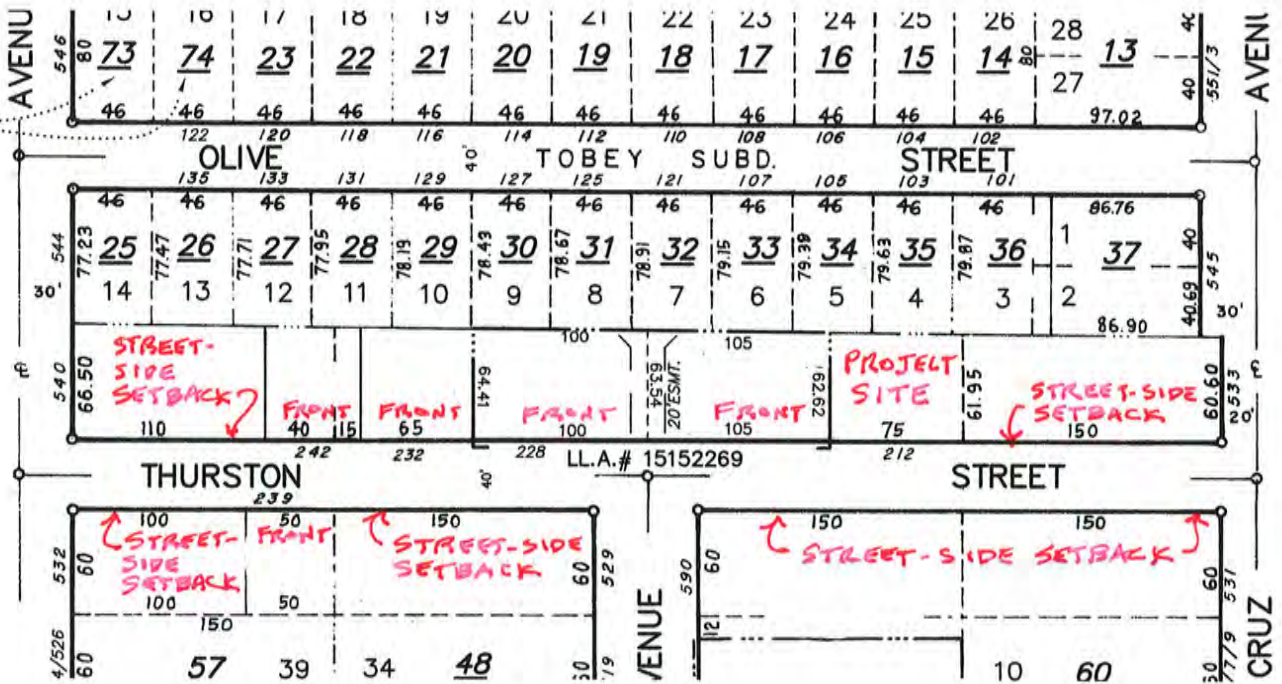 16 17 18 19 20 21 22 23 24 25 26
AVENU 546 80 73 74 23 22 21 20 19 18 17 16 15 14 80 28 13 551/3 AVENU
27
46 46 46 46 46 46 46 46 46 46 46 46 97.02 40
122 120 118 116 114 112 110 108 106 104 102
OLIVE 40' TOBEY SUBD. STREET
135 133 131 129 127 125 121 107 105 103 101
46 46 46 46 46 46 46 46 46 46 46 46 86.76
544 77.23 25 77.47 26 77.71 27 77.95 28 78.19 29 78.43 30 78.67 31 78.91 32 79.15 33 79.39 34 79.63 35 79.87 36 1 37 40 545
30' 14 13 12 11 10 9 8 7 6 5 4 3 2 40.69 30'
86.90
100 105
STREET-
SIDE
SETBACK
540 66.50
FRONT FRONT 64.41 FRONT 63.54 20'ESMT. FRONT 62.62
PROJECT
SITE
61.95
STREET-SIDE
SETBACK
60.60 533 20'
110 40 15 65 100 105 75 150
242 232 228 LL.A.# 15152269 212
THURSTON 40' STREET
239
100 50 150 150 150
STREET-
SIDE
SETBACK
FRONT
STREET-SIDE
SETBACK
STREET-SIDE SETBACK
532 60 60 529 590 60 60 531
100 50
150
12
4/526 60 57 39 34 48 VENUE 10 60 CRUZ